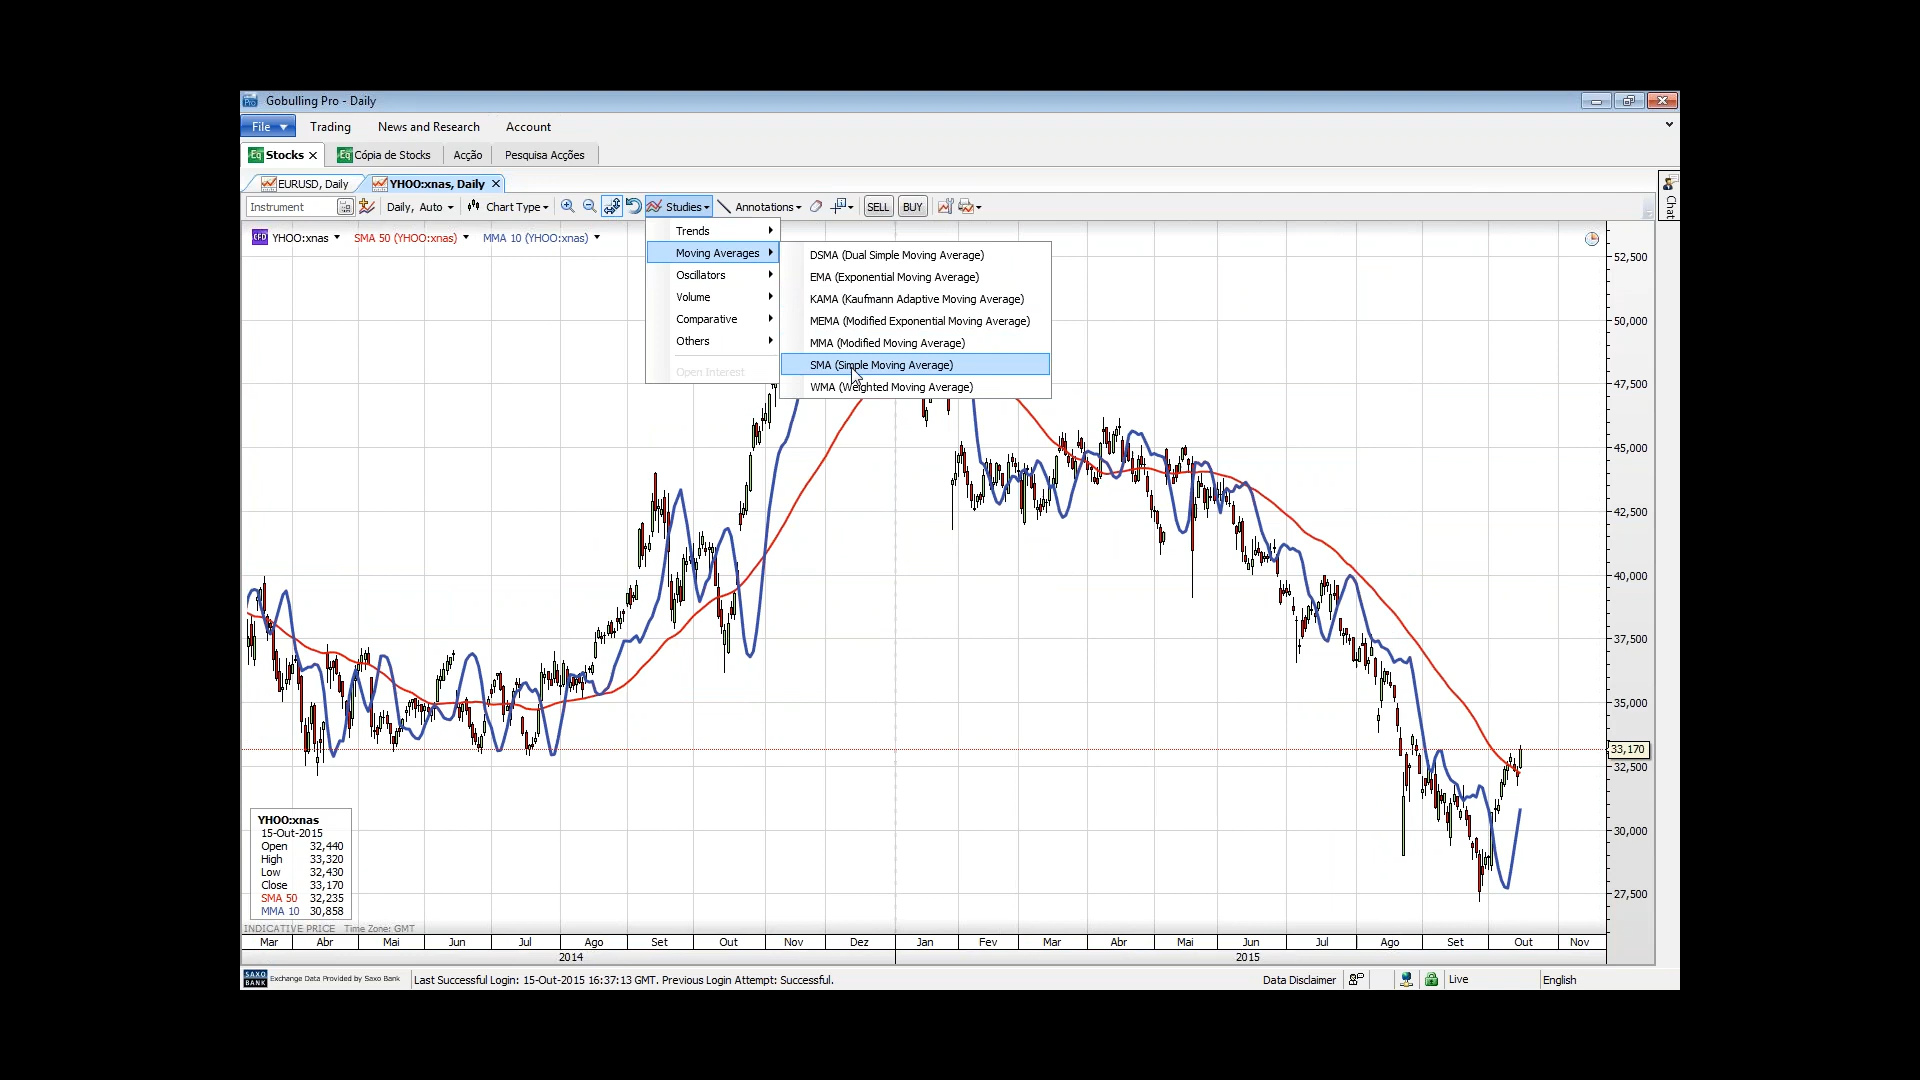 Gobulling Pro - Daily
File Trading News and Research Account
Eq Stocks Eq Cópia de Stocks Acção Pesquisa Acções
EURUSD, Daily YHOO:xnas, Daily
Instrument Daily, Auto Chart Type Studies Annotations SELL BUY
Chat
CFD YHOO:xnas SMA 50 (YHOO:xnas) MMA 10 (YHOO:xnas)
Trends
Moving Averages
Oscillators
Volume
Comparative
Others
Open Interest
DSMA (Dual Simple Moving Average)
EMA (Exponential Moving Average)
KAMA (Kaufmann Adaptive Moving Average)
MEMA (Modified Exponential Moving Average)
MMA (Modified Moving Average)
SMA (Simple Moving Average)
WMA (Weighted Moving Average)
52,500
50,000
47,500
45,000
42,500
40,000
37,500
35,000
33,170
32,500
30,000
27,500
YHOO:xnas
15-Out-2015
Open 32,440
High 33,320
Low 32,430
Close 33,170
SMA 50 32,235
MMA 10 30,858
INDICATIVE PRICE Time Zone: GMT
Mar Abr Mai Jun Jul Ago Set Out Nov Dez Jan Fev Mar Abr Mai Jun Jul Ago Set Out Nov
2014 2015
SAXO BANK Exchange Data Provided by Saxo Bank Last Successful Login: 15-Out-2015 16:37:13 GMT. Previous Login Attempt: Successful. Data Disclaimer Live English